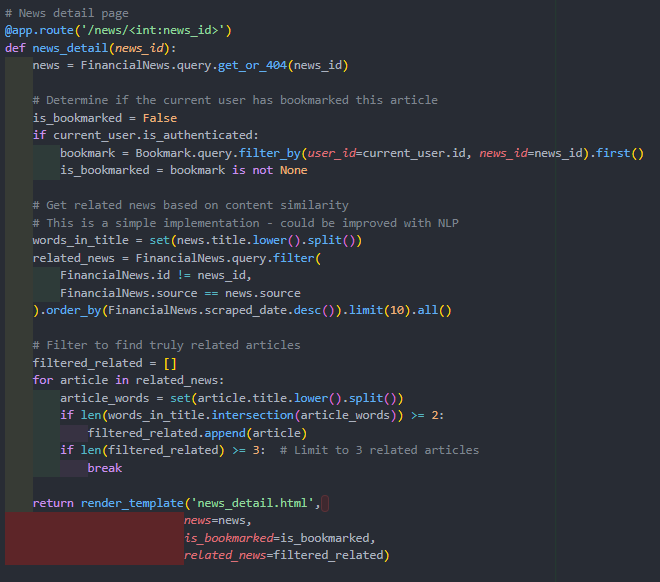 # News detail page
@app.route('/news/<int:news_id>')
def news_detail(news_id):
    news = FinancialNews.query.get_or_404(news_id)

    # Determine if the current user has bookmarked this article
    is_bookmarked = False
    if current_user.is_authenticated:
        bookmark = Bookmark.query.filter_by(user_id=current_user.id, news_id=news_id).first()
        is_bookmarked = bookmark is not None

    # Get related news based on content similarity
    # This is a simple implementation - could be improved with NLP
    words_in_title = set(news.title.lower().split())
    related_news = FinancialNews.query.filter(
        FinancialNews.id != news_id,
        FinancialNews.source == news.source
    ).order_by(FinancialNews.scraped_date.desc()).limit(10).all()

    # Filter to find truly related articles
    filtered_related = []
    for article in related_news:
        article_words = set(article.title.lower().split())
        if len(words_in_title.intersection(article_words)) >= 2:
            filtered_related.append(article)
        if len(filtered_related) >= 3:  # Limit to 3 related articles
            break

    return render_template('news_detail.html',
                          news=news,
                          is_bookmarked=is_bookmarked,
                          related_news=filtered_related)